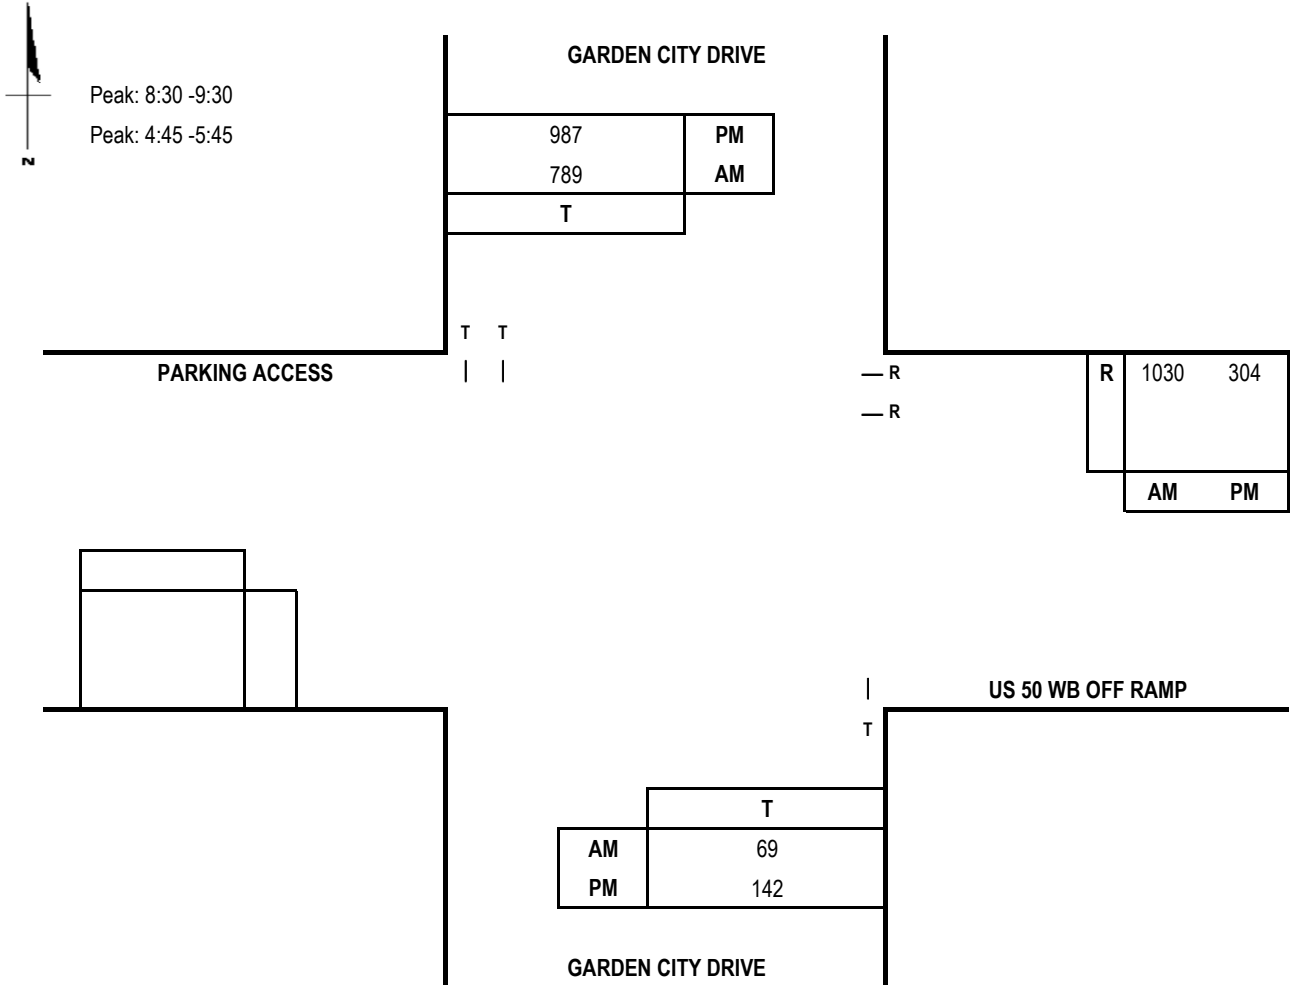 GARDEN CITY DRIVE
Peak: 8:30 -9:30
Peak: 4:45 -5:45
N
987 PM
789 AM
T
T T
PARKING ACCESS
R
R
R 1030 304
AM PM
US 50 WB OFF RAMP
T
T
AM 69
PM 142
GARDEN CITY DRIVE